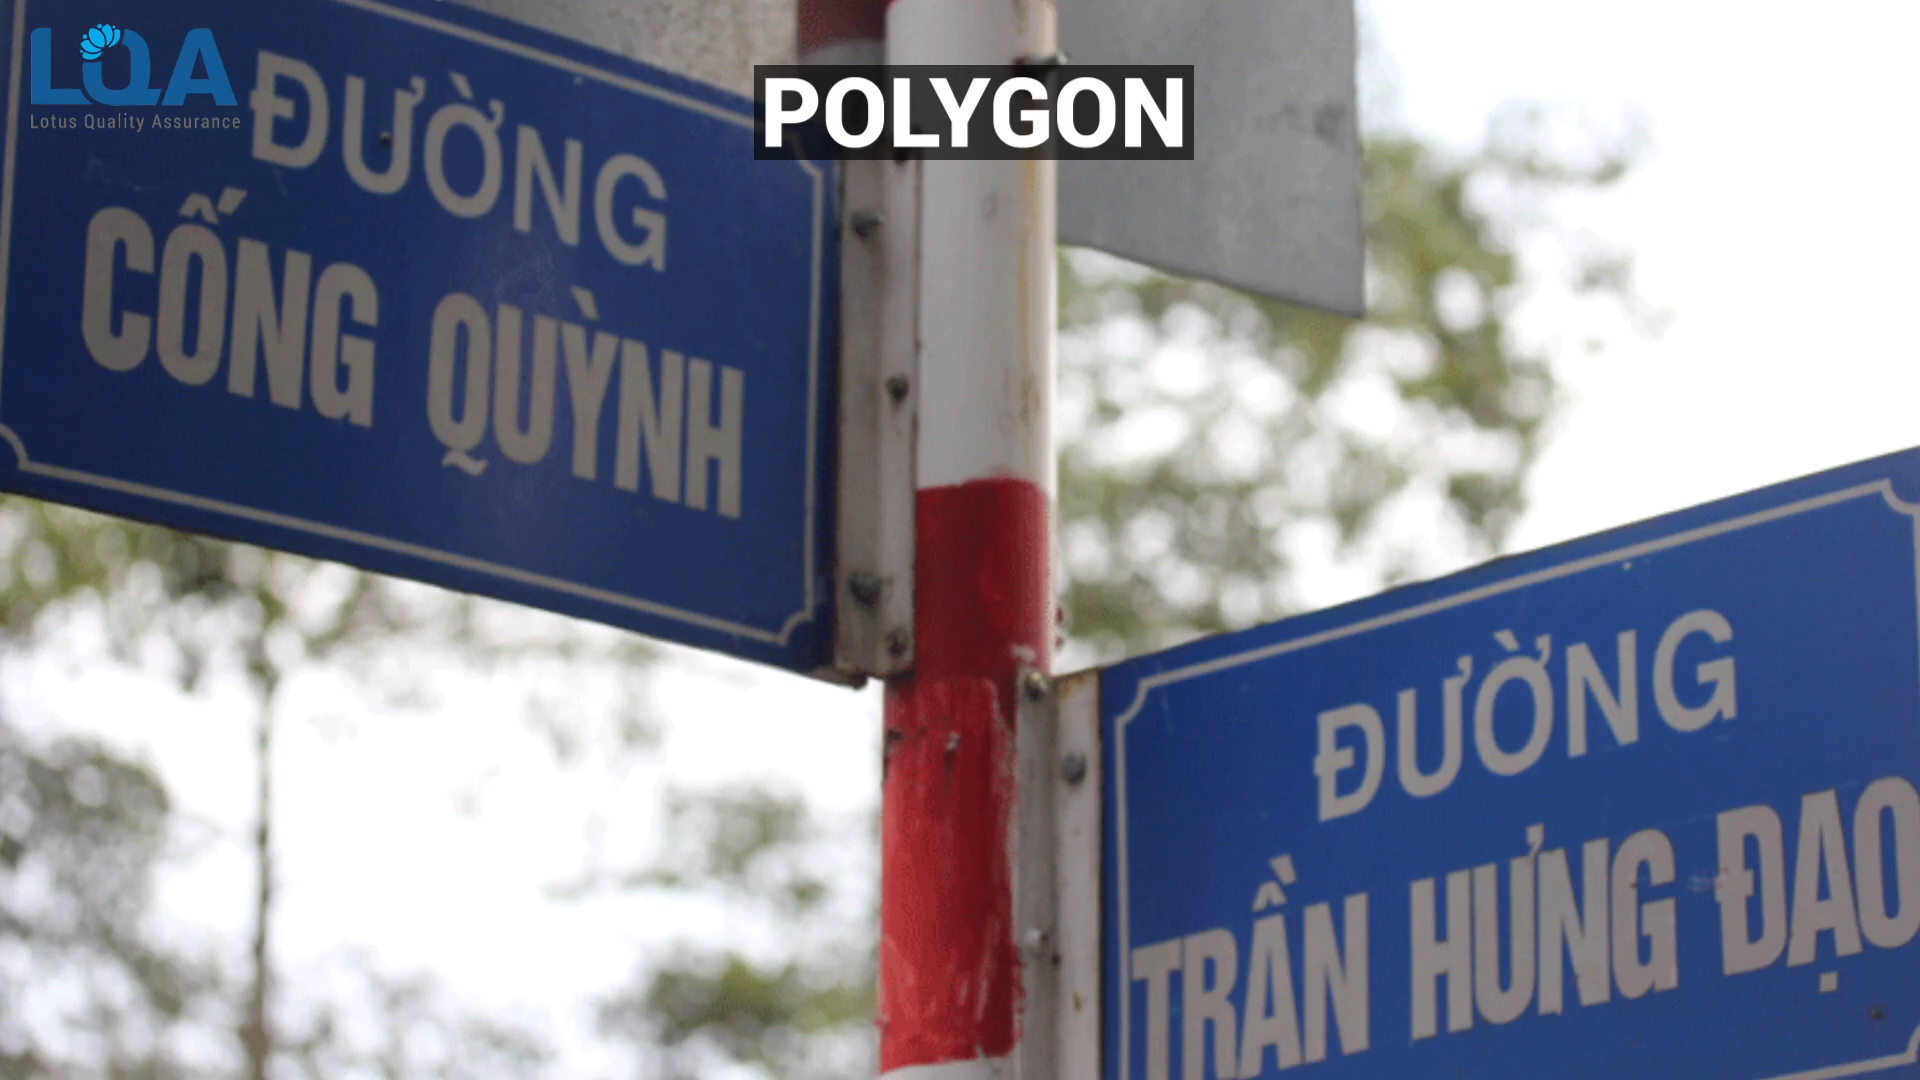 LQA
Lotus Quality Assurance
POLYGON
ĐƯỜNG
CỐNG QUỲNH
ĐƯỜNG
TRẦN HƯNG ĐẠO